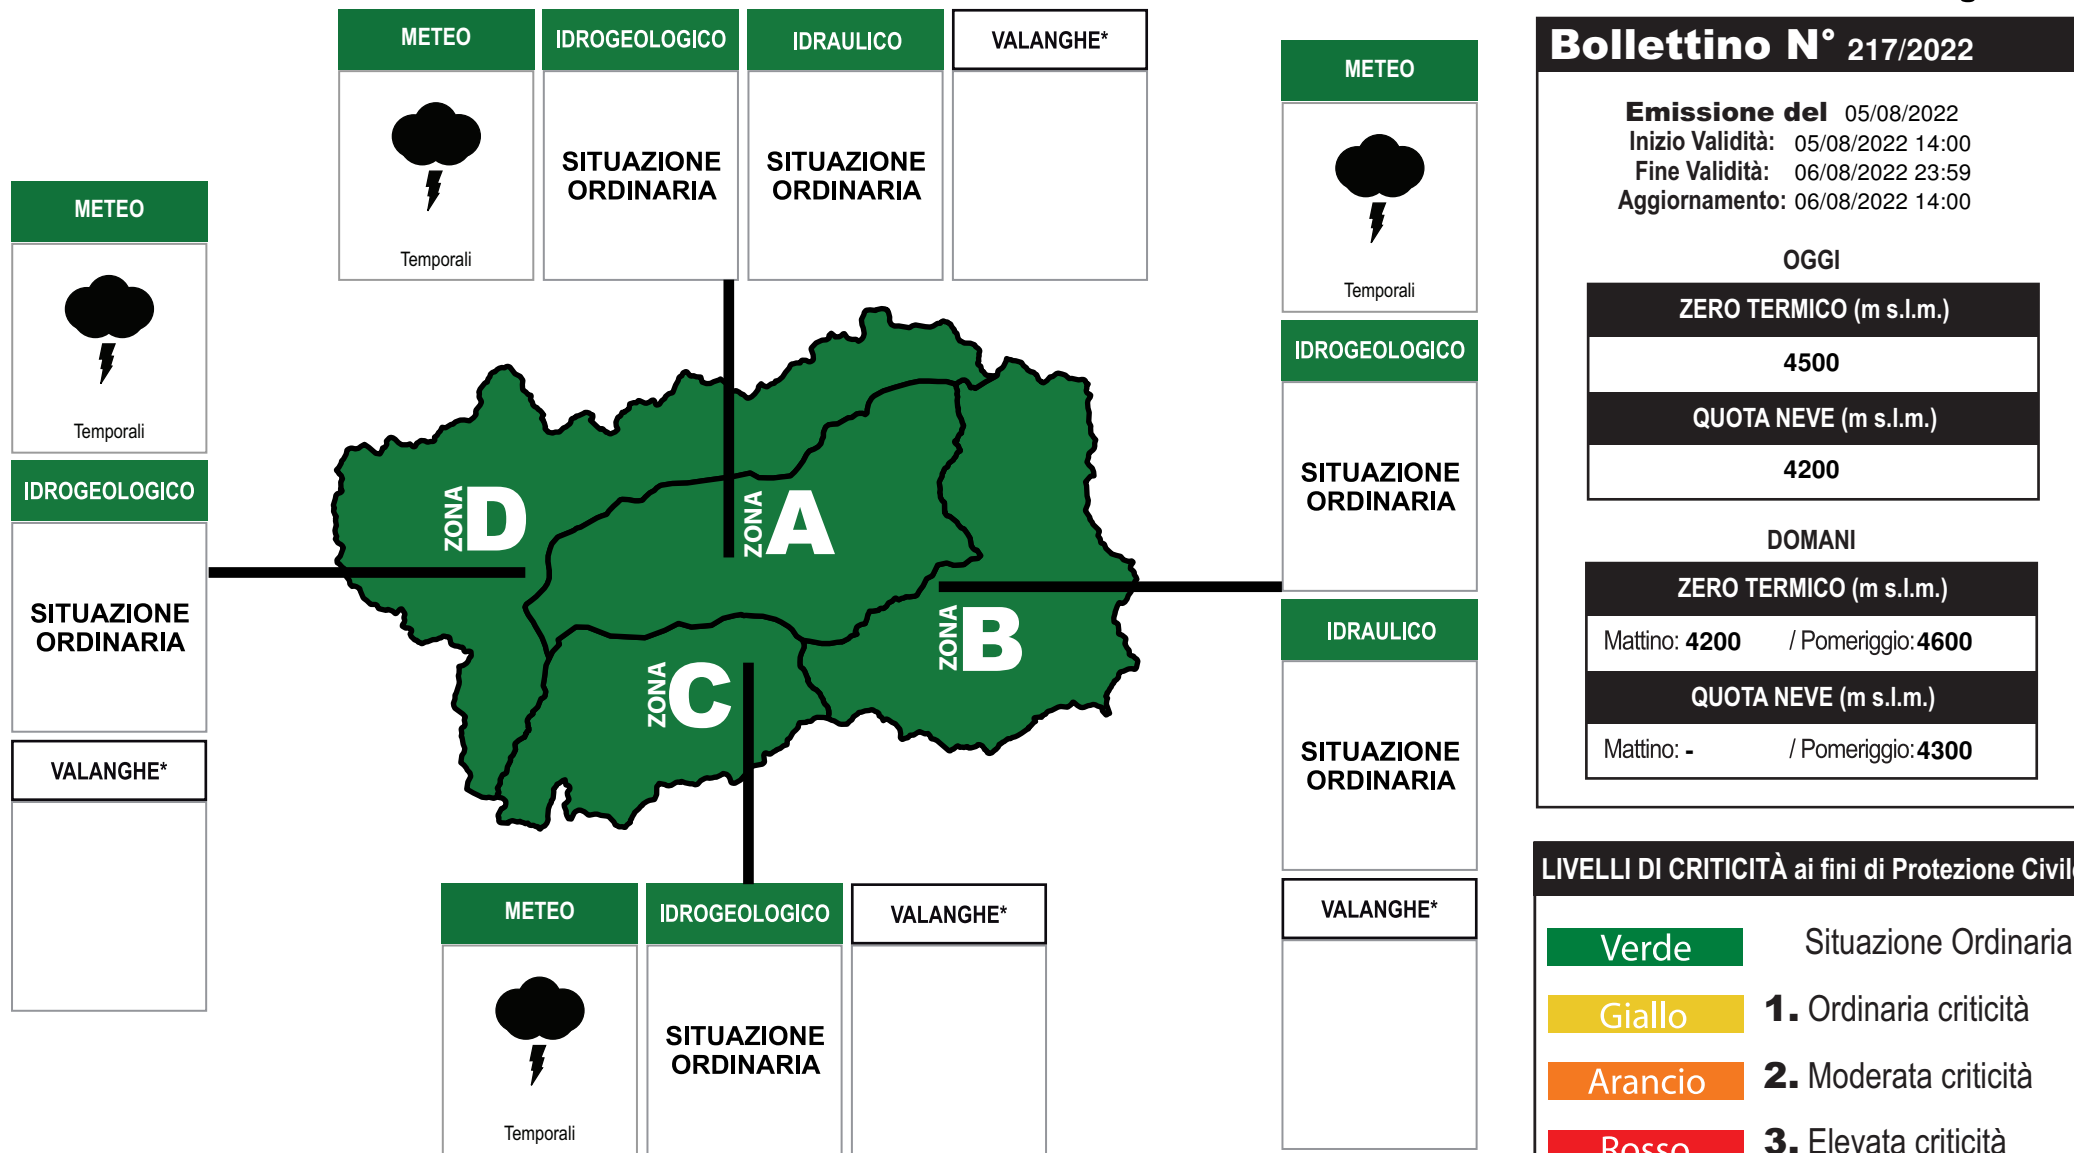 METEO
IDROGEOLOGICO
IDRAULICO
VALANGHE*
Temporali
SITUAZIONE
ORDINARIA
SITUAZIONE
ORDINARIA
METEO
Temporali
IDROGEOLOGICO
SITUAZIONE
ORDINARIA
VALANGHE*
ZONA D
ZONA A
ZONA B
ZONA C
METEO
Temporali
IDROGEOLOGICO
SITUAZIONE
ORDINARIA
IDRAULICO
SITUAZIONE
ORDINARIA
VALANGHE*
METEO
IDROGEOLOGICO
VALANGHE*
Temporali
SITUAZIONE
ORDINARIA
Bollettino N° 217/2022
Emissione del 05/08/2022
Inizio Validità: 05/08/2022 14:00
Fine Validità: 06/08/2022 23:59
Aggiornamento: 06/08/2022 14:00
OGGI
ZERO TERMICO (m s.l.m.)
4500
QUOTA NEVE (m s.l.m.)
4200
DOMANI
ZERO TERMICO (m s.l.m.)
Mattino: 4200 / Pomeriggio: 4600
QUOTA NEVE (m s.l.m.)
Mattino: - / Pomeriggio: 4300
LIVELLI DI CRITICITÀ ai fini di Protezione Civile
Verde Situazione Ordinaria
Giallo 1. Ordinaria criticità
Arancio 2. Moderata criticità
Rosso 3. Elevata criticità